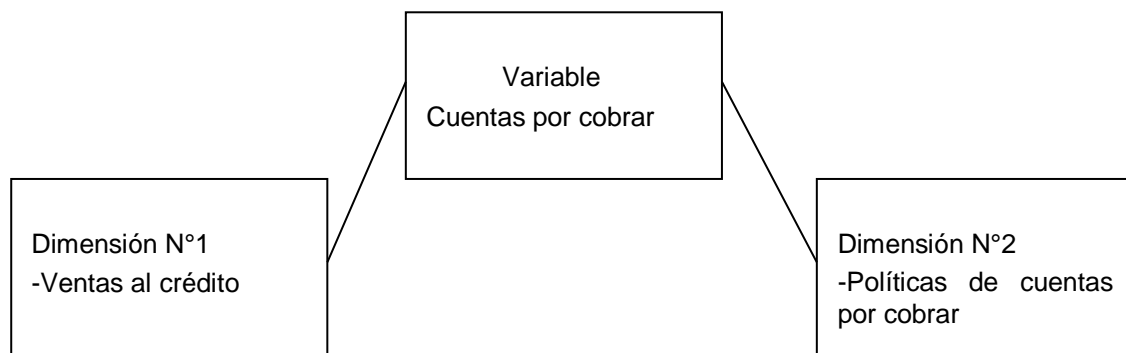 Variable
Cuentas por cobrar
Dimensión N°1
-Ventas al crédito
Dimensión N°2
-Políticas de cuentas
por cobrar